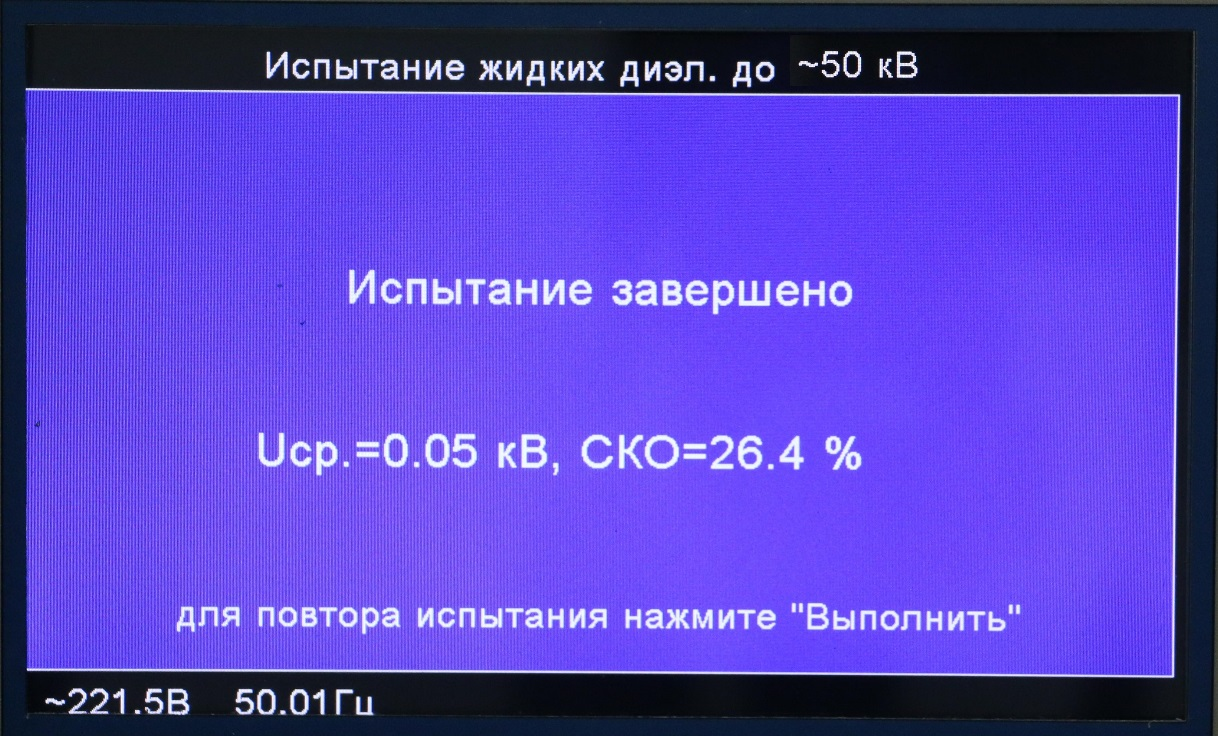 Испытание жидких диэл. до ~50 кВ
Испытание завершено
Uср.=0.05 кВ, СКО=26.4 %
для повтора испытания нажмите "Выполнить"
~221.5В 50.01Гц